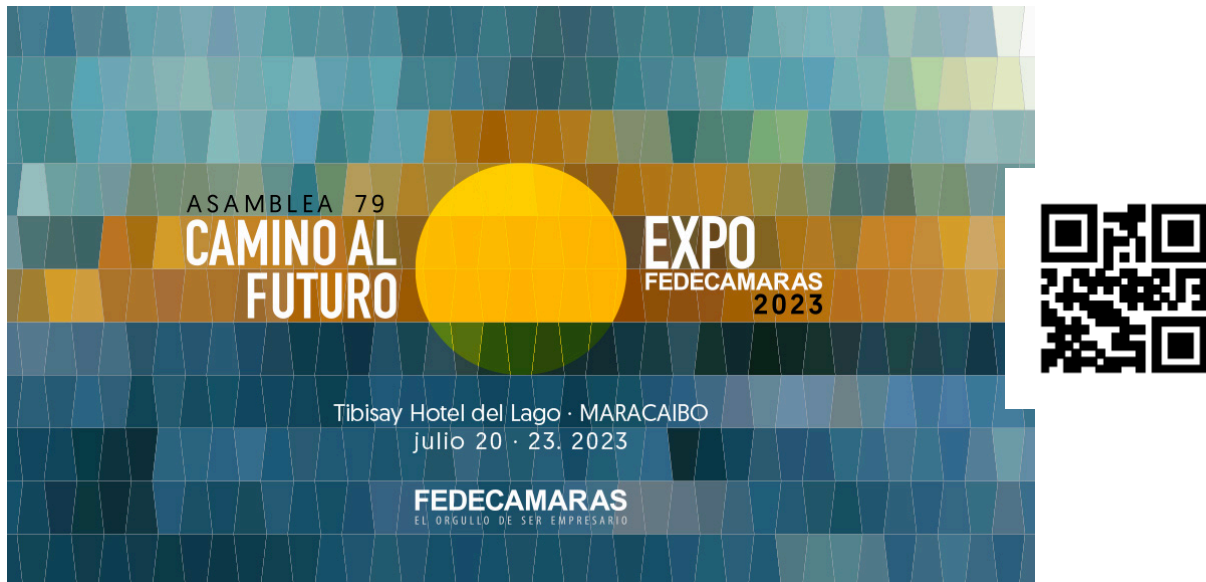 ASAMBLEA 79
CAMINO AL
FUTURO
EXPO
FEDECAMARAS
2023
Tibisay Hotel del Lago · MARACAIBO
julio 20 · 23. 2023
FEDECAMARAS
EL ORGULLO DE SER EMPRESARIO